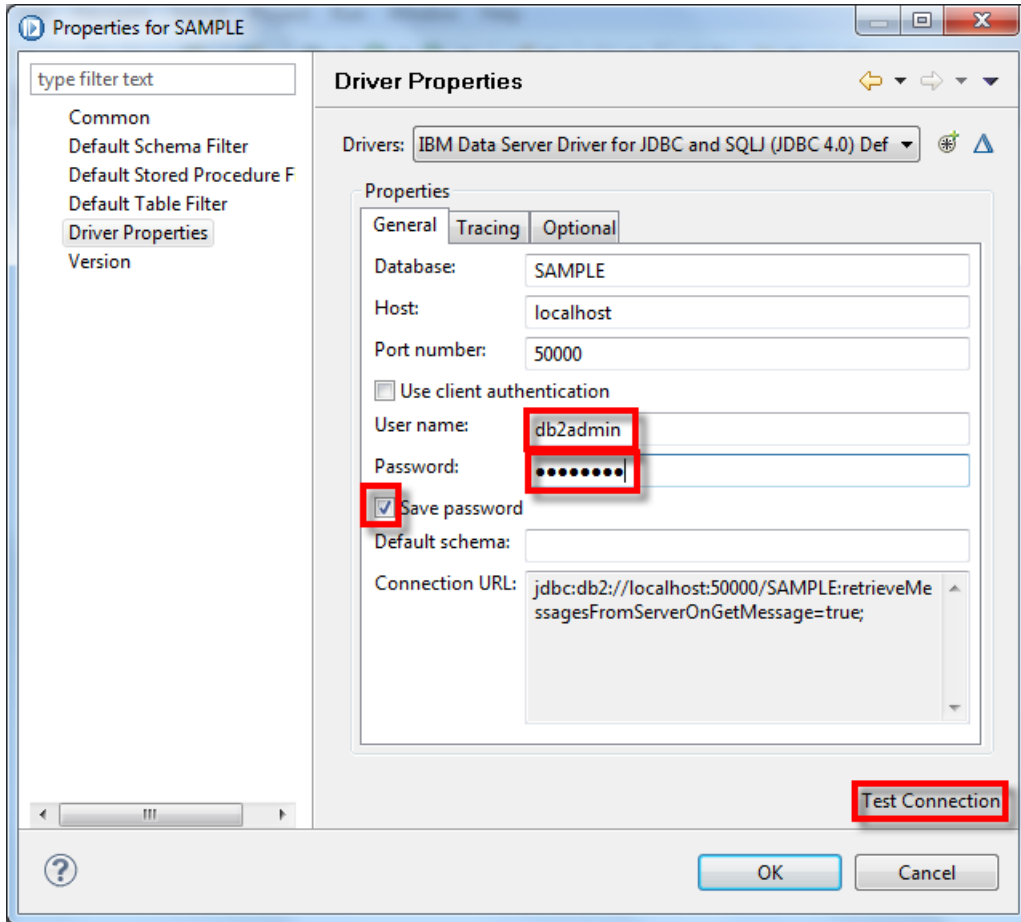 Properties for SAMPLE
type filter text
Common
Default Schema Filter
Default Stored Procedure F
Default Table Filter
Driver Properties
Version
Driver Properties
Drivers: IBM Data Server Driver for JDBC and SQLJ (JDBC 4.0) Def
Properties
General Tracing Optional
Database: SAMPLE
Host: localhost
Port number: 50000
Use client authentication
User name: db2admin
Password: ●●●●●●●●
Save password
Default schema:
Connection URL: jdbc:db2://localhost:50000/SAMPLE:retrieveMe
ssagesFromServerOnGetMessage=true;
Test Connection
OK Cancel